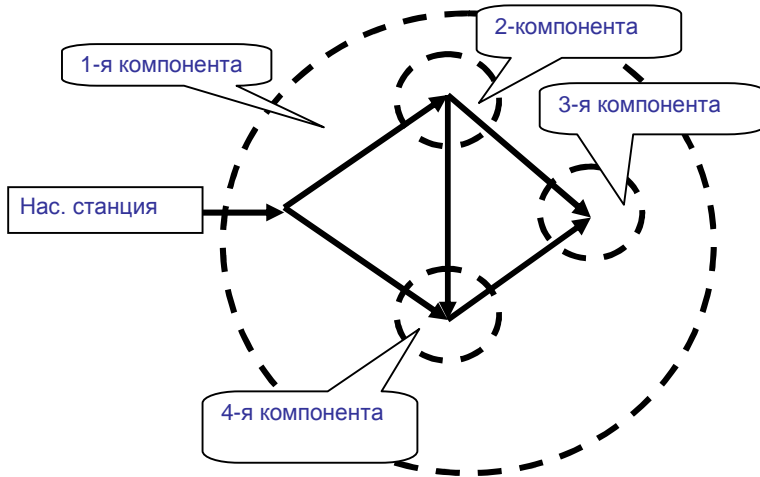 2-компонента
1-я компонента
3-я компонента
Нас. станция
4-я компонента